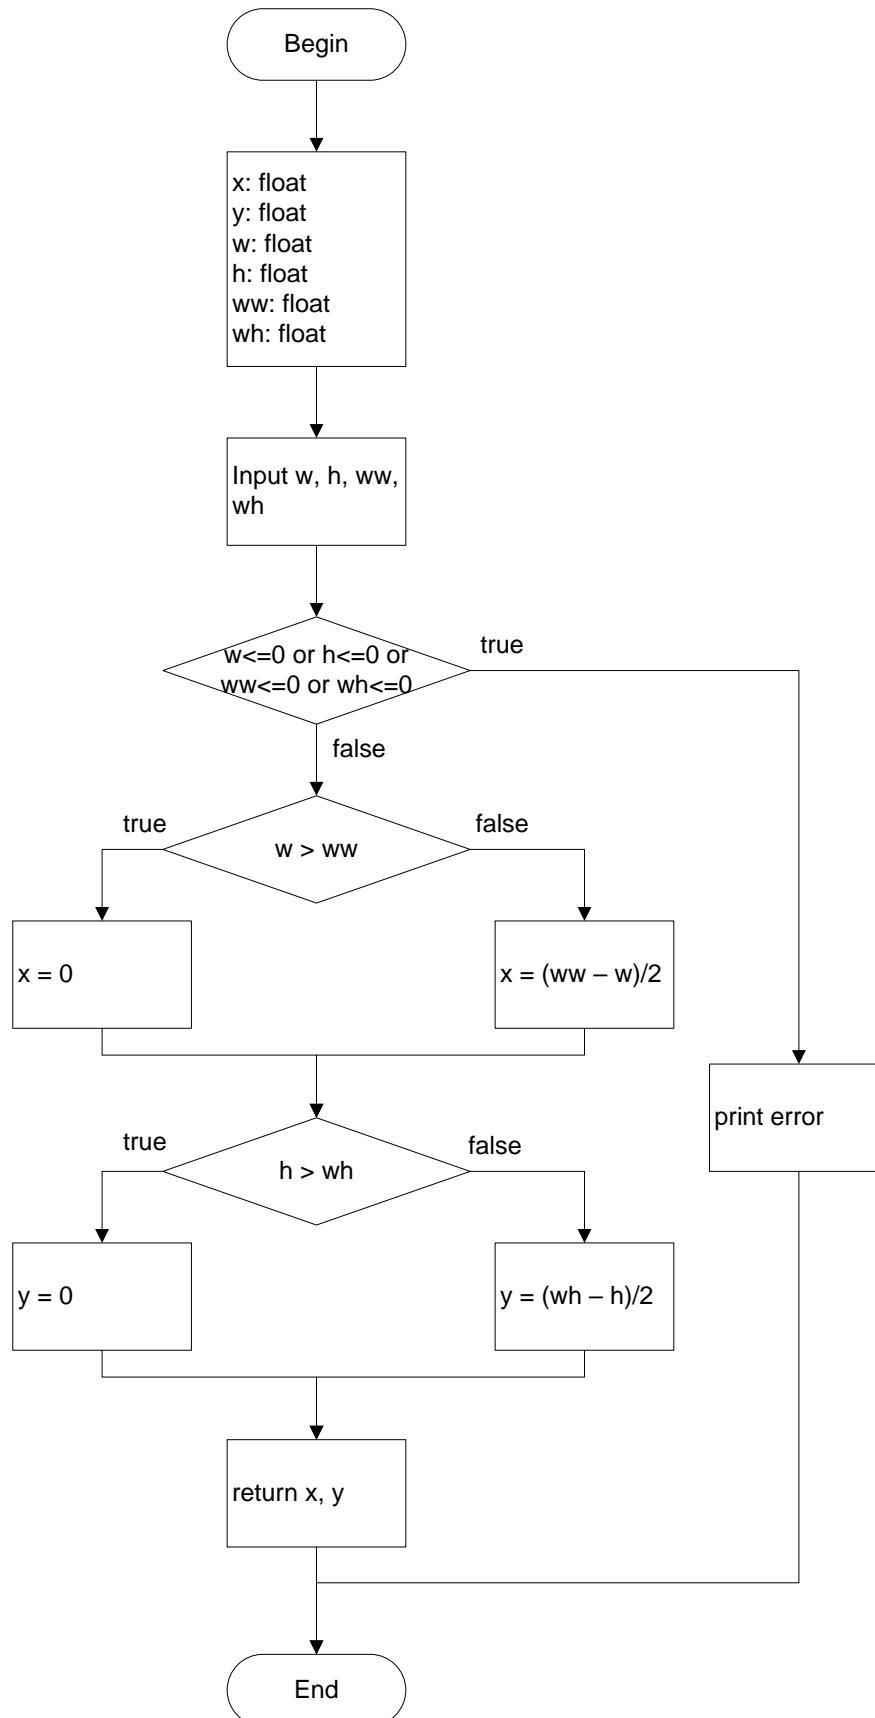 Begin
x: float
y: float
w: float
h: float
ww: float
wh: float
Input w, h, ww,
wh
w<=0 or h<=0 or
ww<=0 or wh<=0
true
false
w > ww
true
false
x = 0
x = (ww – w)/2
print error
h > wh
true
false
y = 0
y = (wh – h)/2
return x, y
End